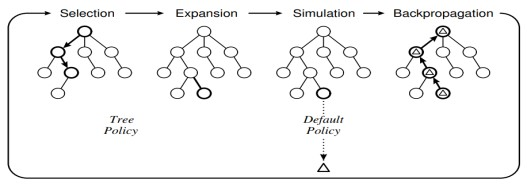 Selection
Expansion
Simulation
Backpropagation
Tree
Policy
Default
Policy